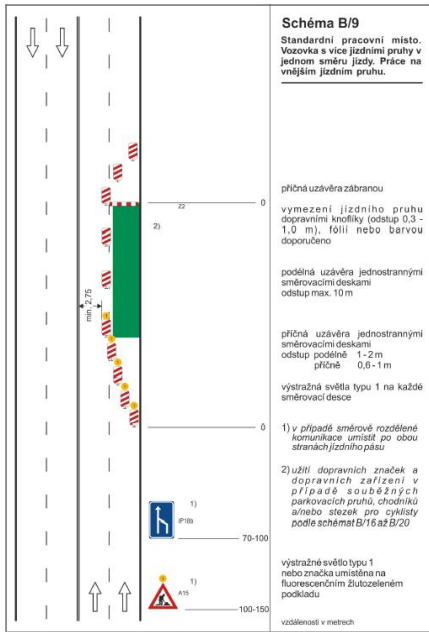 Schéma B/9
Standardní pracovní místo.
Vozovka s více jízdními pruhy v
jednom směru jízdy. Práce na
vnějším jízdním pruhu.
příčná uzávěra zábranou
vymezení jízdního pruhu
dopravními knoflíky (odstup 0,3 -
1,0 m), fólií nebo barvou
doporučeno
podélná uzávěra jednostrannými
směrovacími deskami
odstup max. 10 m
příčná uzávěra jednostrannými
směrovacími deskami
odstup podélně 1-2 m
příčně 0,6-1 m
výstražná světla typu 1 na každé
směrovací desce
1) v případě směrově rozdělené
komunikace umístit po obou
stranách jízdního pásu
2) užití dopravních značek a
dopravních zařízení v
případě souběžných
parkovacích pruhů, chodníků
a/nebo stezek pro cyklisty
podle schémat B/16 až B/20
výstražné světlo typu 1
nebo značka umístěna na
fluorescenčním žlutozeleném
podkladu
vzdálenosti v metrech
Z2
0
2)
min. 2,75
0
1)
IP18b
70-100
1)
A15
100-150